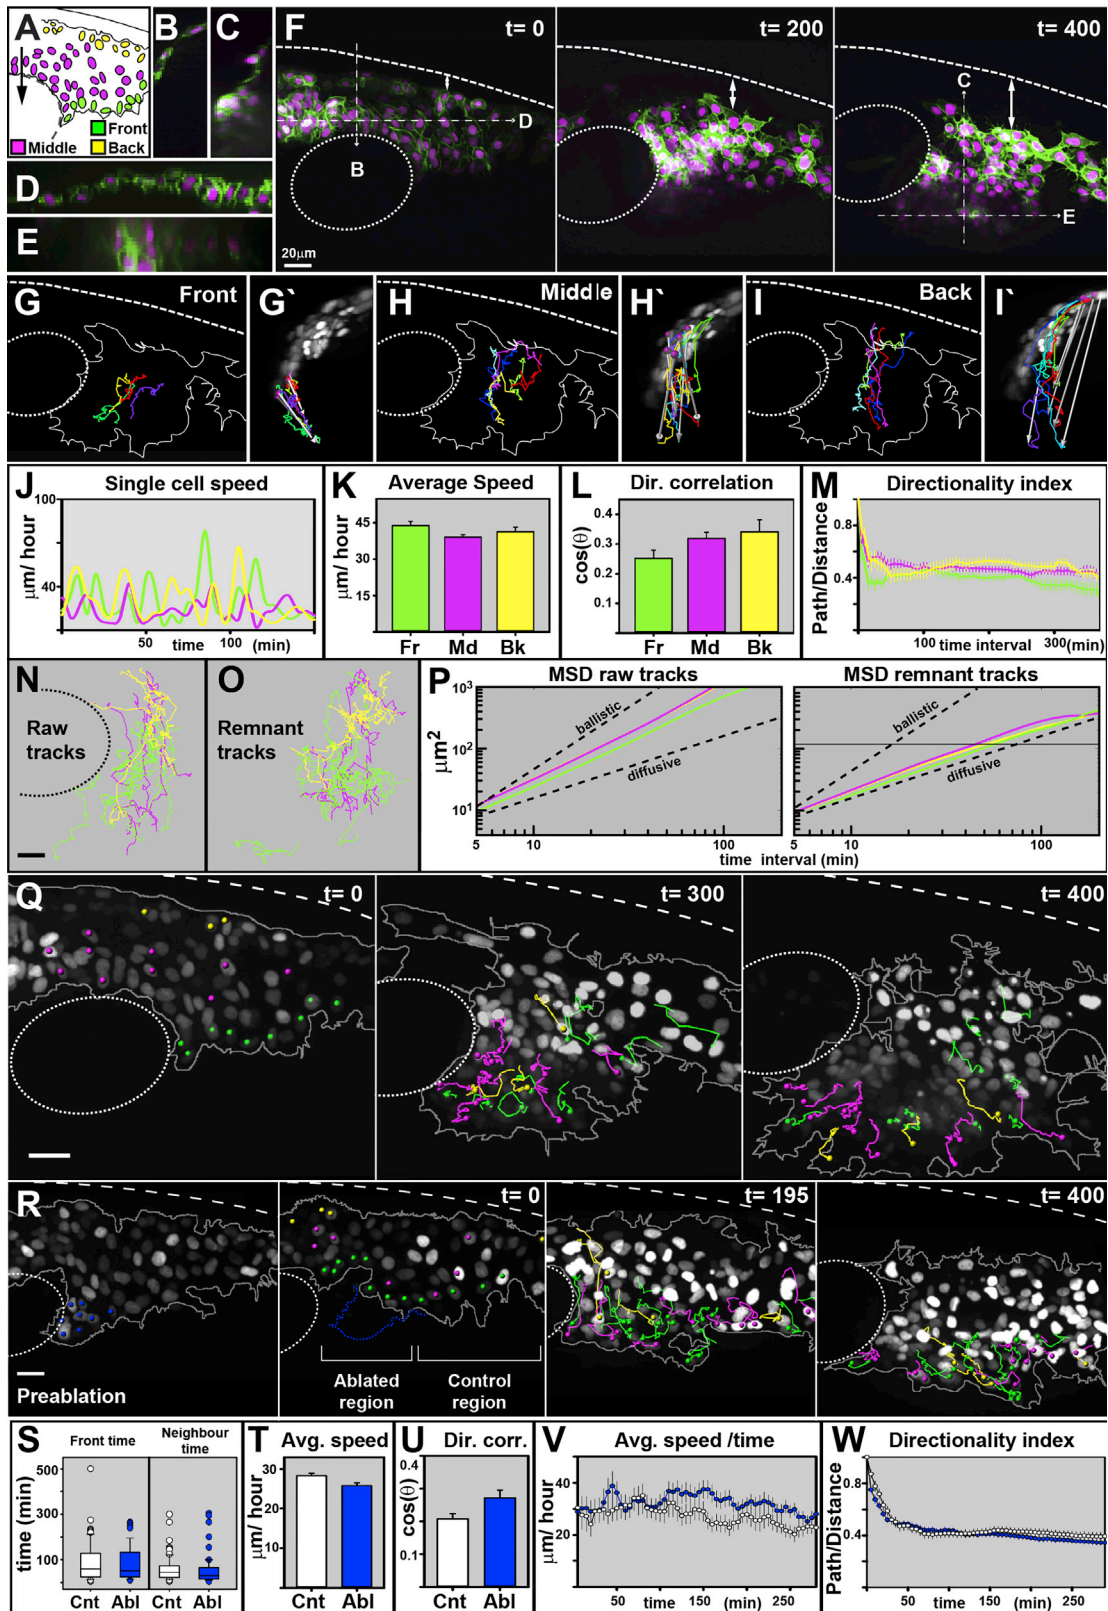 A
B
C
F
t= 0
t= 200
t= 400
Front
Middle
Back
D
B
C
E
D
E
20μm
G
Front
G`
H
Middle
H`
I
Back
I`
J
Single cell speed
μm/ hour
100
40
50
time
100
(min)
K
Average Speed
μm/ hour
45
30
15
Fr
Md
Bk
L
Dir. correlation
cos(θ)
0.4
0.3
0.2
0.1
Fr
Md
Bk
M
Directionality index
Path/Distance
0.8
0.4
100
time interval
300(min)
N
Raw
tracks
O
Remnant
tracks
P
MSD raw tracks
MSD remnant tracks
μm2
10³
10²
10¹
ballistic
diffusive
ballistic
diffusive
5
10
100
5
10
100
time interval (min)
Q
t= 0
t= 300
t= 400
R
t= 0
t= 195
t= 400
Preablation
Ablated
region
Control
region
S
Front time
Neighbour
time
time (min)
500
300
100
Cnt
Abl
Cnt
Abl
T
Avg. speed
μm/ hour
30
20
10
Cnt
Abl
U
Dir. corr.
cos(θ)
0.4
0.1
Cnt
Abl
V
Avg. speed /time
μm/ hour
40
20
50
time
150
(min)
250
W
Directionality index
Path/Distance
1
0.8
0.4
50
time
150
(min)
250